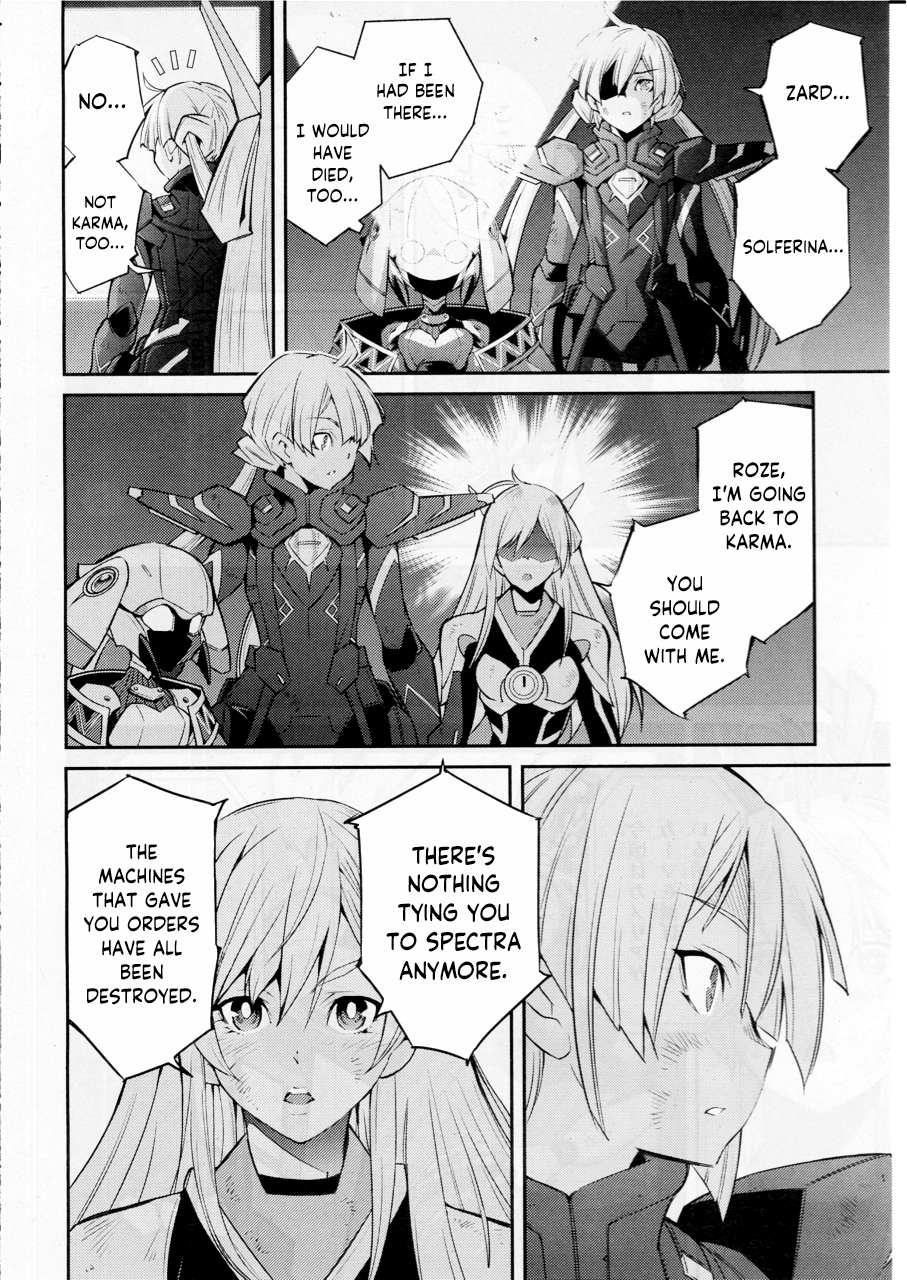 ZARD...
SOLFERINA...
IF I
HAD BEEN
THERE...
I WOULD
HAVE
DIED,
TOO...
NO...
NOT
KARMA,
TOO...
ROZE,
I'M GOING
BACK TO
KARMA.
YOU
SHOULD
COME
WITH ME.
THERE'S
NOTHING
TYING YOU
TO SPECTRA
ANYMORE.
THE
MACHINES
THAT GAVE
YOU ORDERS
HAVE ALL
BEEN
DESTROYED.